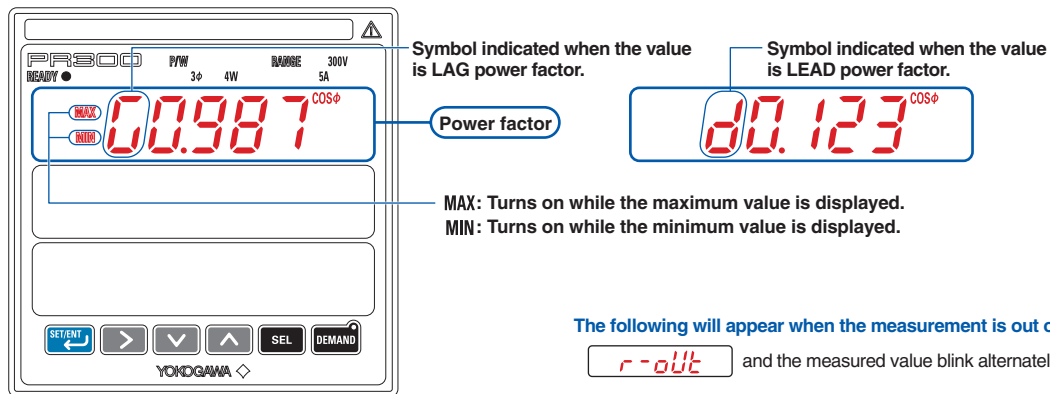 Symbol indicated when the value
is LAG power factor.
Symbol indicated when the value
is LEAD power factor.
PR300 P/W RANGE 300V
READY 3φ 4W 5A
MAX
MIN
G0.987 COSφ
Power factor
d0.123 COSφ
MAX: Turns on while the maximum value is displayed.
MIN: Turns on while the minimum value is displayed.
SET/ENT > ∨ ∧ SEL DEMAND
YOKOGAWA
The following will appear when the measurement is out o
r-oUt and the measured value blink alternatel